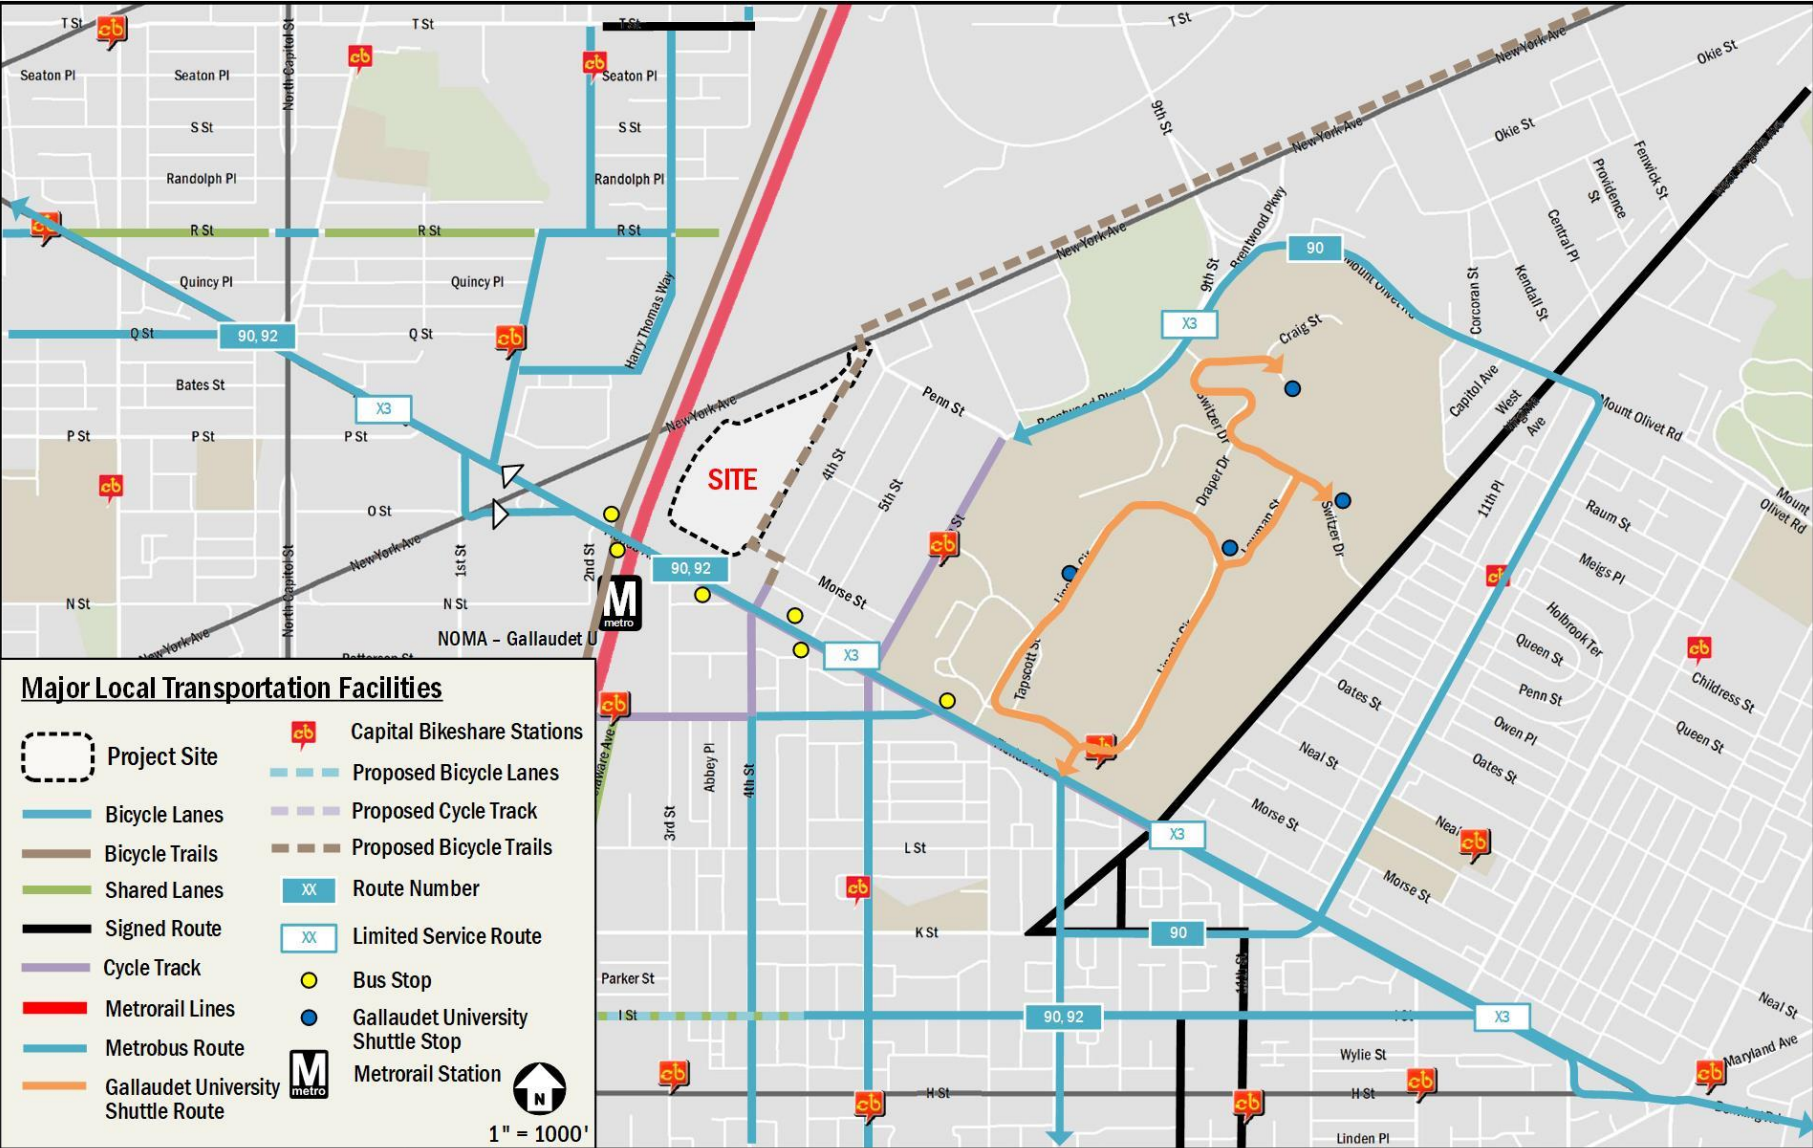 T St
T St
T St
T St
New York Ave
Okie St
Seaton Pl
Seaton Pl
Seaton Pl
North Capitol St
9th St
S St
S St
New York Ave
Okie St
Fenwick St
Providence
St
Randolph Pl
Randolph Pl
Central Pl
R St
R St
R St
New York Ave
Brentwood Pkwy
90
Quincy Pl
Quincy Pl
9th St
Mount Olivet Rd
Corcoran St
Kendall St
Harry Thomas Way
Q St
90, 92
Q St
X3
Craig St
Bates St
X3
New York Ave
Penn St
Brentwood Pkwy
Capitol Ave
West
Ave
Mount Olivet Rd
P St
P St
P St
SITE
4th St
5th St
Switzer Dr
Draper Dr
11th Pl
Mount
Olivet Rd
O St
New York Ave
Switzer Dr
Raum St
1st St
2nd St
90, 92
Meigs Pl
North Capitol St
N St
N St
M
metro
Morse St
Holbrook Ter
New York Ave
NOMA – Gallaudet U
X3
Tapscott St
Queen St
Childress St
Oates St
Penn St
Queen St
Owen Pl
Neal St
Oates St
Abbey Pl
4th St
3rd St
Morse St
Neal
X3
L St
Morse St
K St
90
Parker St
I St
90, 92
X3
Neal St
Wylie St
Maryland Ave
H St
H St
Linden Pl
Major Local Transportation Facilities
Project Site
Bicycle Lanes
Bicycle Trails
Shared Lanes
Signed Route
Cycle Track
Metrorail Lines
Metrobus Route
Gallaudet University
Shuttle Route
cb Capital Bikeshare Stations
Proposed Bicycle Lanes
Proposed Cycle Track
Proposed Bicycle Trails
XX Route Number
XX Limited Service Route
Bus Stop
Gallaudet University
Shuttle Stop
M
metro
Metrorail Station
N
1" = 1000'